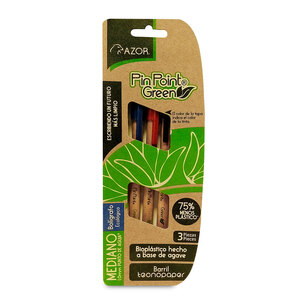 AZOR
Pin Point®
Green
El color de la tapa
indica el color de
la tinta.
ESCRIBIENDO UN FUTURO
MÁS LIMPIO
75%
MENOS
PLÁSTICO
3 Piezas
Pieces
Bioplástico hecho
a base de agave
Barril
tecnopaper
MEDIANO
Bolígrafo
Ecológico